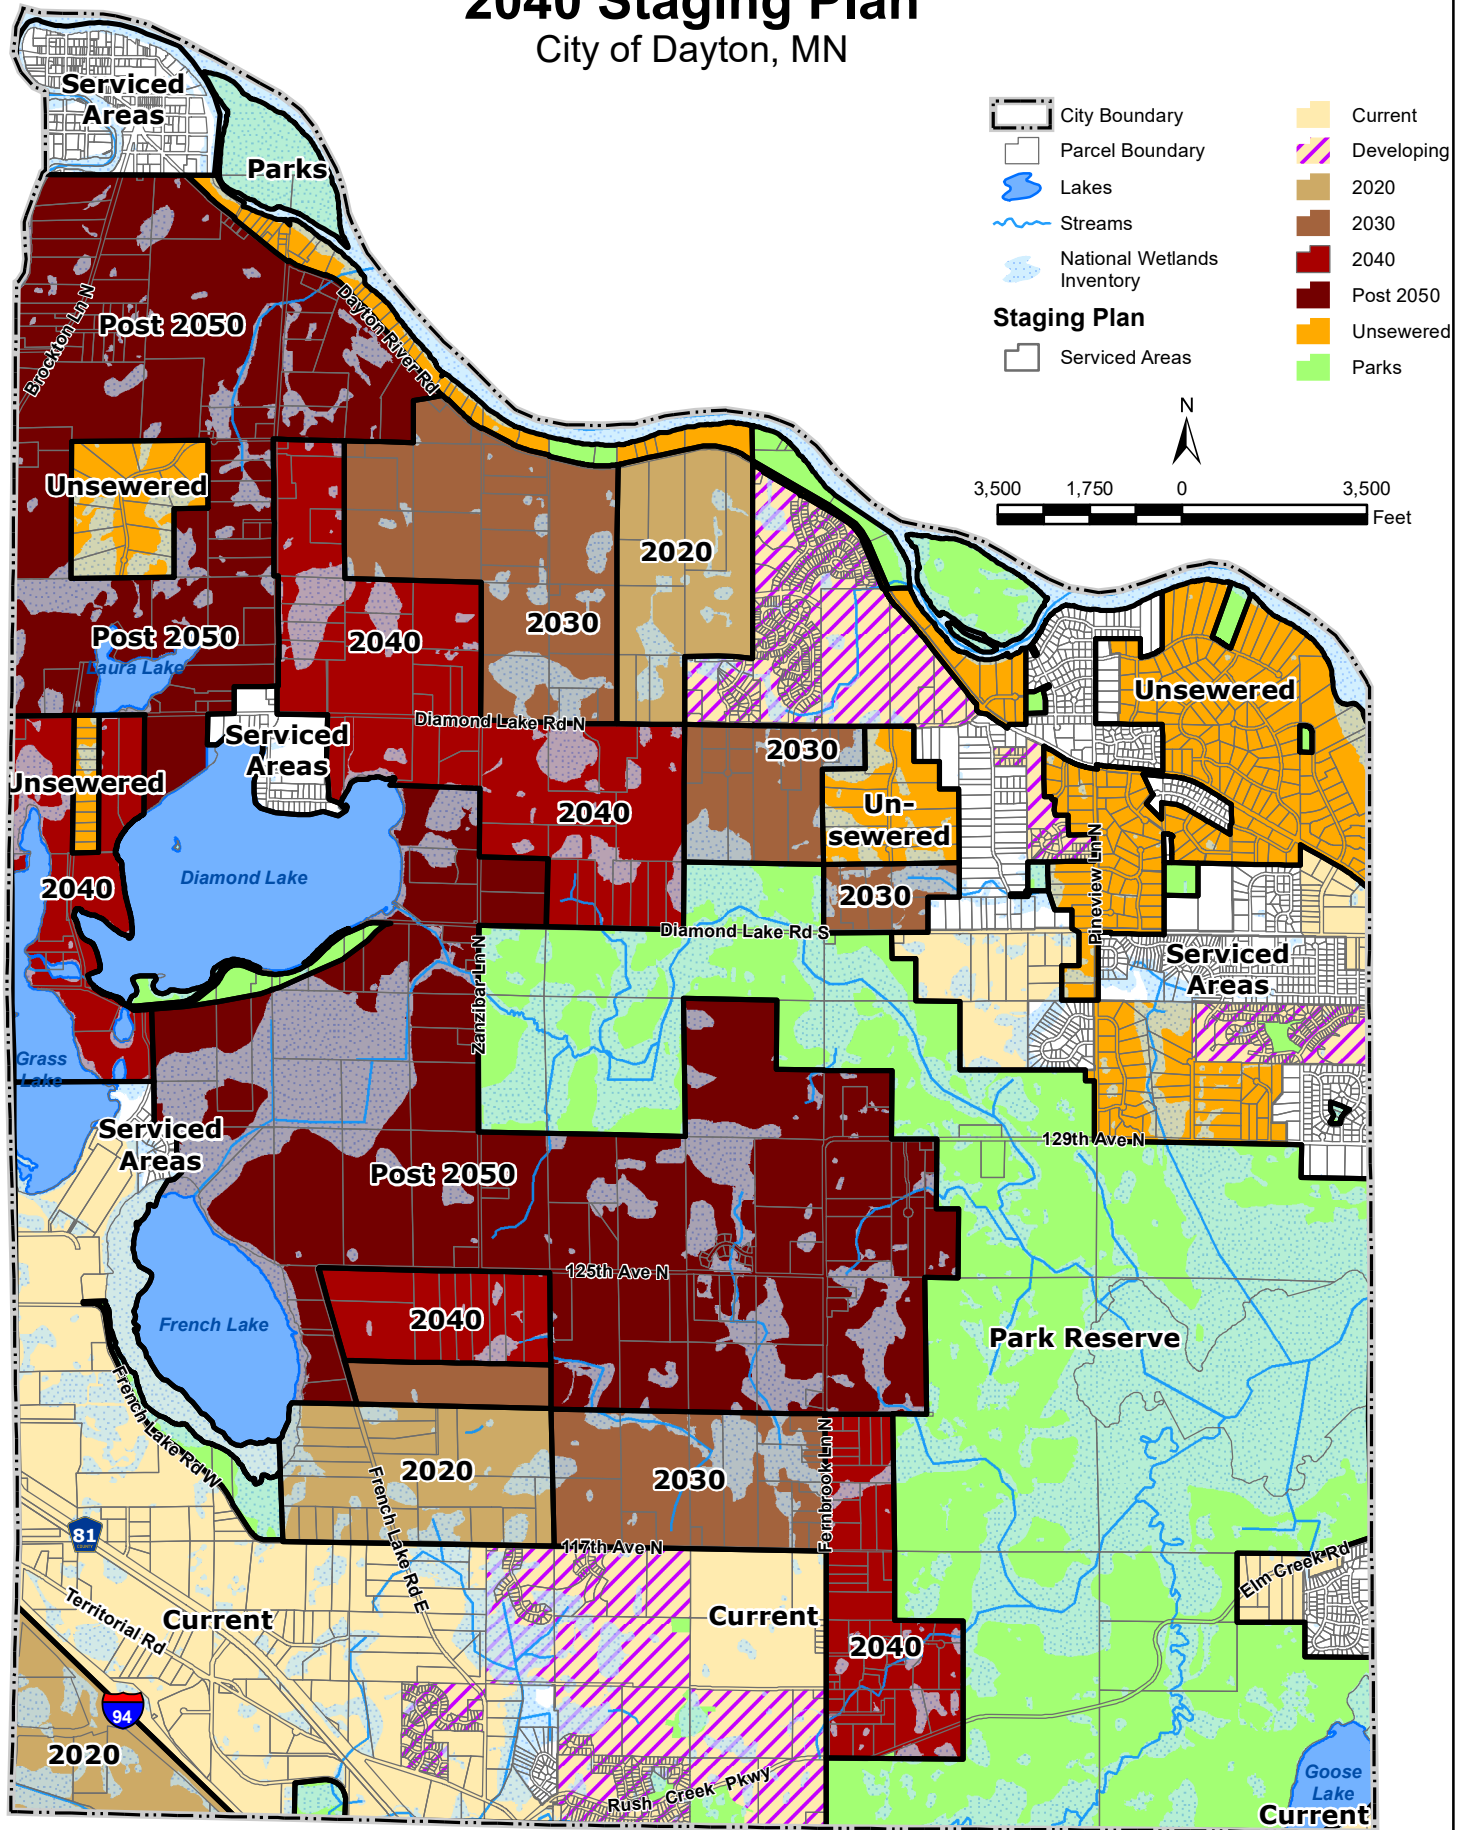 2040 Staging Plan
City of Dayton, MN
City Boundary
Parcel Boundary
Lakes
Streams
National Wetlands
Inventory
Staging Plan
Serviced Areas
Current
Developing
2020
2030
2040
Post 2050
Unsewered
Parks
N
3,500 1,750 0 3,500
Feet
Serviced
Areas
Parks
Brockton Ln N
Post 2050
Dayton River Rd
Unsewered
2020
2030
2040
Post 2050
Laura Lake
Unsewered
Diamond Lake Rd N
Serviced
Areas
2030
Unsewered
2040
Un-
sewered
Pineview Ln N
Diamond Lake
2040
2030
Diamond Lake Rd S
Zanzibar Ln N
Serviced
Areas
Grass
Lake
Serviced
Areas
129th Ave N
Post 2050
125th Ave N
2040
French Lake
Park Reserve
French Lake Rd W
2020
French Lake Rd E
2030
Fernbrook Ln N
81
COUNTY
117th Ave N
Elm Creek Rd
Territorial Rd
Current
Current
2040
94
2020
Rush Creek Pkwy
Goose
Lake
Current